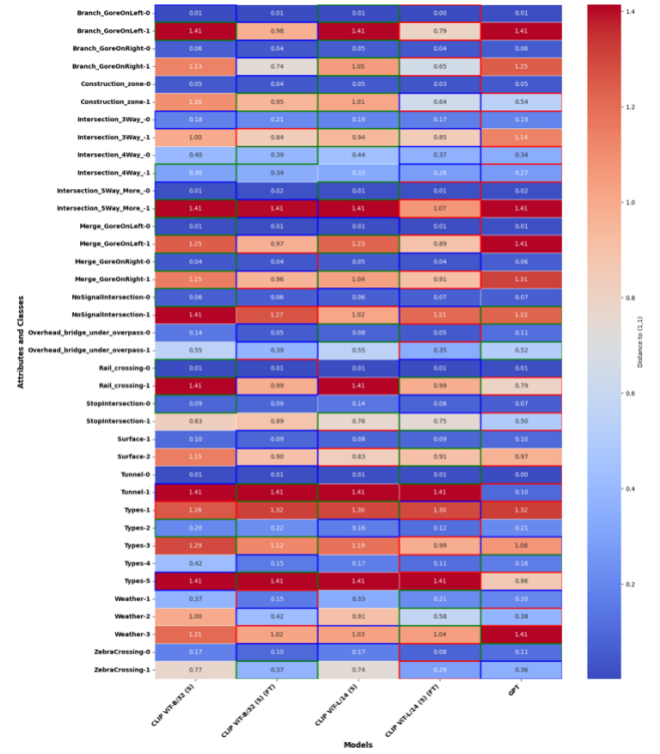 Branch_GoreOnLeft-0 0.01 0.01 0.01 0.00 0.01
Branch_GoreOnLeft-1 1.41 0.98 1.41 0.79 1.41
Branch_GoreOnRight-0 0.06 0.04 0.05 0.04 0.06
Branch_GoreOnRight-1 1.13 0.74 1.05 0.65 1.25
Construction_zone-0 0.05 0.04 0.05 0.03 0.05
Construction_zone-1 1.10 0.95 1.01 0.64 0.54
Intersection_3Way_-0 0.18 0.21 0.19 0.17 0.19
Intersection_3Way_-1 1.00 0.84 0.94 0.85 1.14
Intersection_4Way_-0 0.40 0.39 0.44 0.37 0.34
Intersection_4Way_-1 0.30 0.34 0.33 0.28 0.27
Intersection_5Way_More_-0 0.01 0.02 0.01 0.01 0.02
Intersection_5Way_More_-1 1.41 1.41 1.41 1.07 1.41
Merge_GoreOnLeft-0 0.01 0.01 0.01 0.01 0.01
Merge_GoreOnLeft-1 1.25 0.97 1.23 0.89 1.41
Merge_GoreOnRight-0 0.04 0.04 0.05 0.04 0.06
Merge_GoreOnRight-1 1.15 0.96 1.04 0.91 1.31
NoSignalIntersection-0 0.06 0.06 0.06 0.07 0.07
NoSignalIntersection-1 1.41 1.27 1.02 1.21 1.22
Overhead_bridge_under_overpass-0 0.14 0.05 0.08 0.05 0.11
Overhead_bridge_under_overpass-1 0.55 0.39 0.55 0.35 0.52
Rail_crossing-0 0.01 0.01 0.01 0.01 0.01
Rail_crossing-1 1.41 0.99 1.41 0.99 0.79
StopIntersection-0 0.09 0.09 0.14 0.08 0.07
StopIntersection-1 0.83 0.89 0.76 0.75 0.50
Surface-1 0.10 0.09 0.08 0.09 0.10
Surface-2 1.15 0.90 0.83 0.91 0.97
Tunnel-0 0.01 0.01 0.01 0.01 0.00
Tunnel-1 1.41 1.41 1.41 1.41 0.10
Types-1 1.26 1.32 1.30 1.30 1.32
Types-2 0.20 0.22 0.16 0.12 0.21
Types-3 1.29 1.12 1.19 0.99 1.08
Types-4 0.42 0.15 0.17 0.11 0.16
Types-5 1.41 1.41 1.41 1.41 0.86
Weather-1 0.37 0.15 0.33 0.21 0.20
Weather-2 1.00 0.42 0.91 0.58 0.38
Weather-3 1.21 1.02 1.03 1.04 1.41
ZebraCrossing-0 0.17 0.10 0.17 0.08 0.11
ZebraCrossing-1 0.77 0.37 0.74 0.29 0.36
CLIP ViT-B/32 (S) CLIP ViT-B/32 (S) (FT) CLIP ViT-L/14 (S) CLIP ViT-L/14 (S) (FT) GPT
Models
Attributes and Classes
1.4
1.2
1.0
0.8
0.6
0.4
0.2
Distance to (1,1)